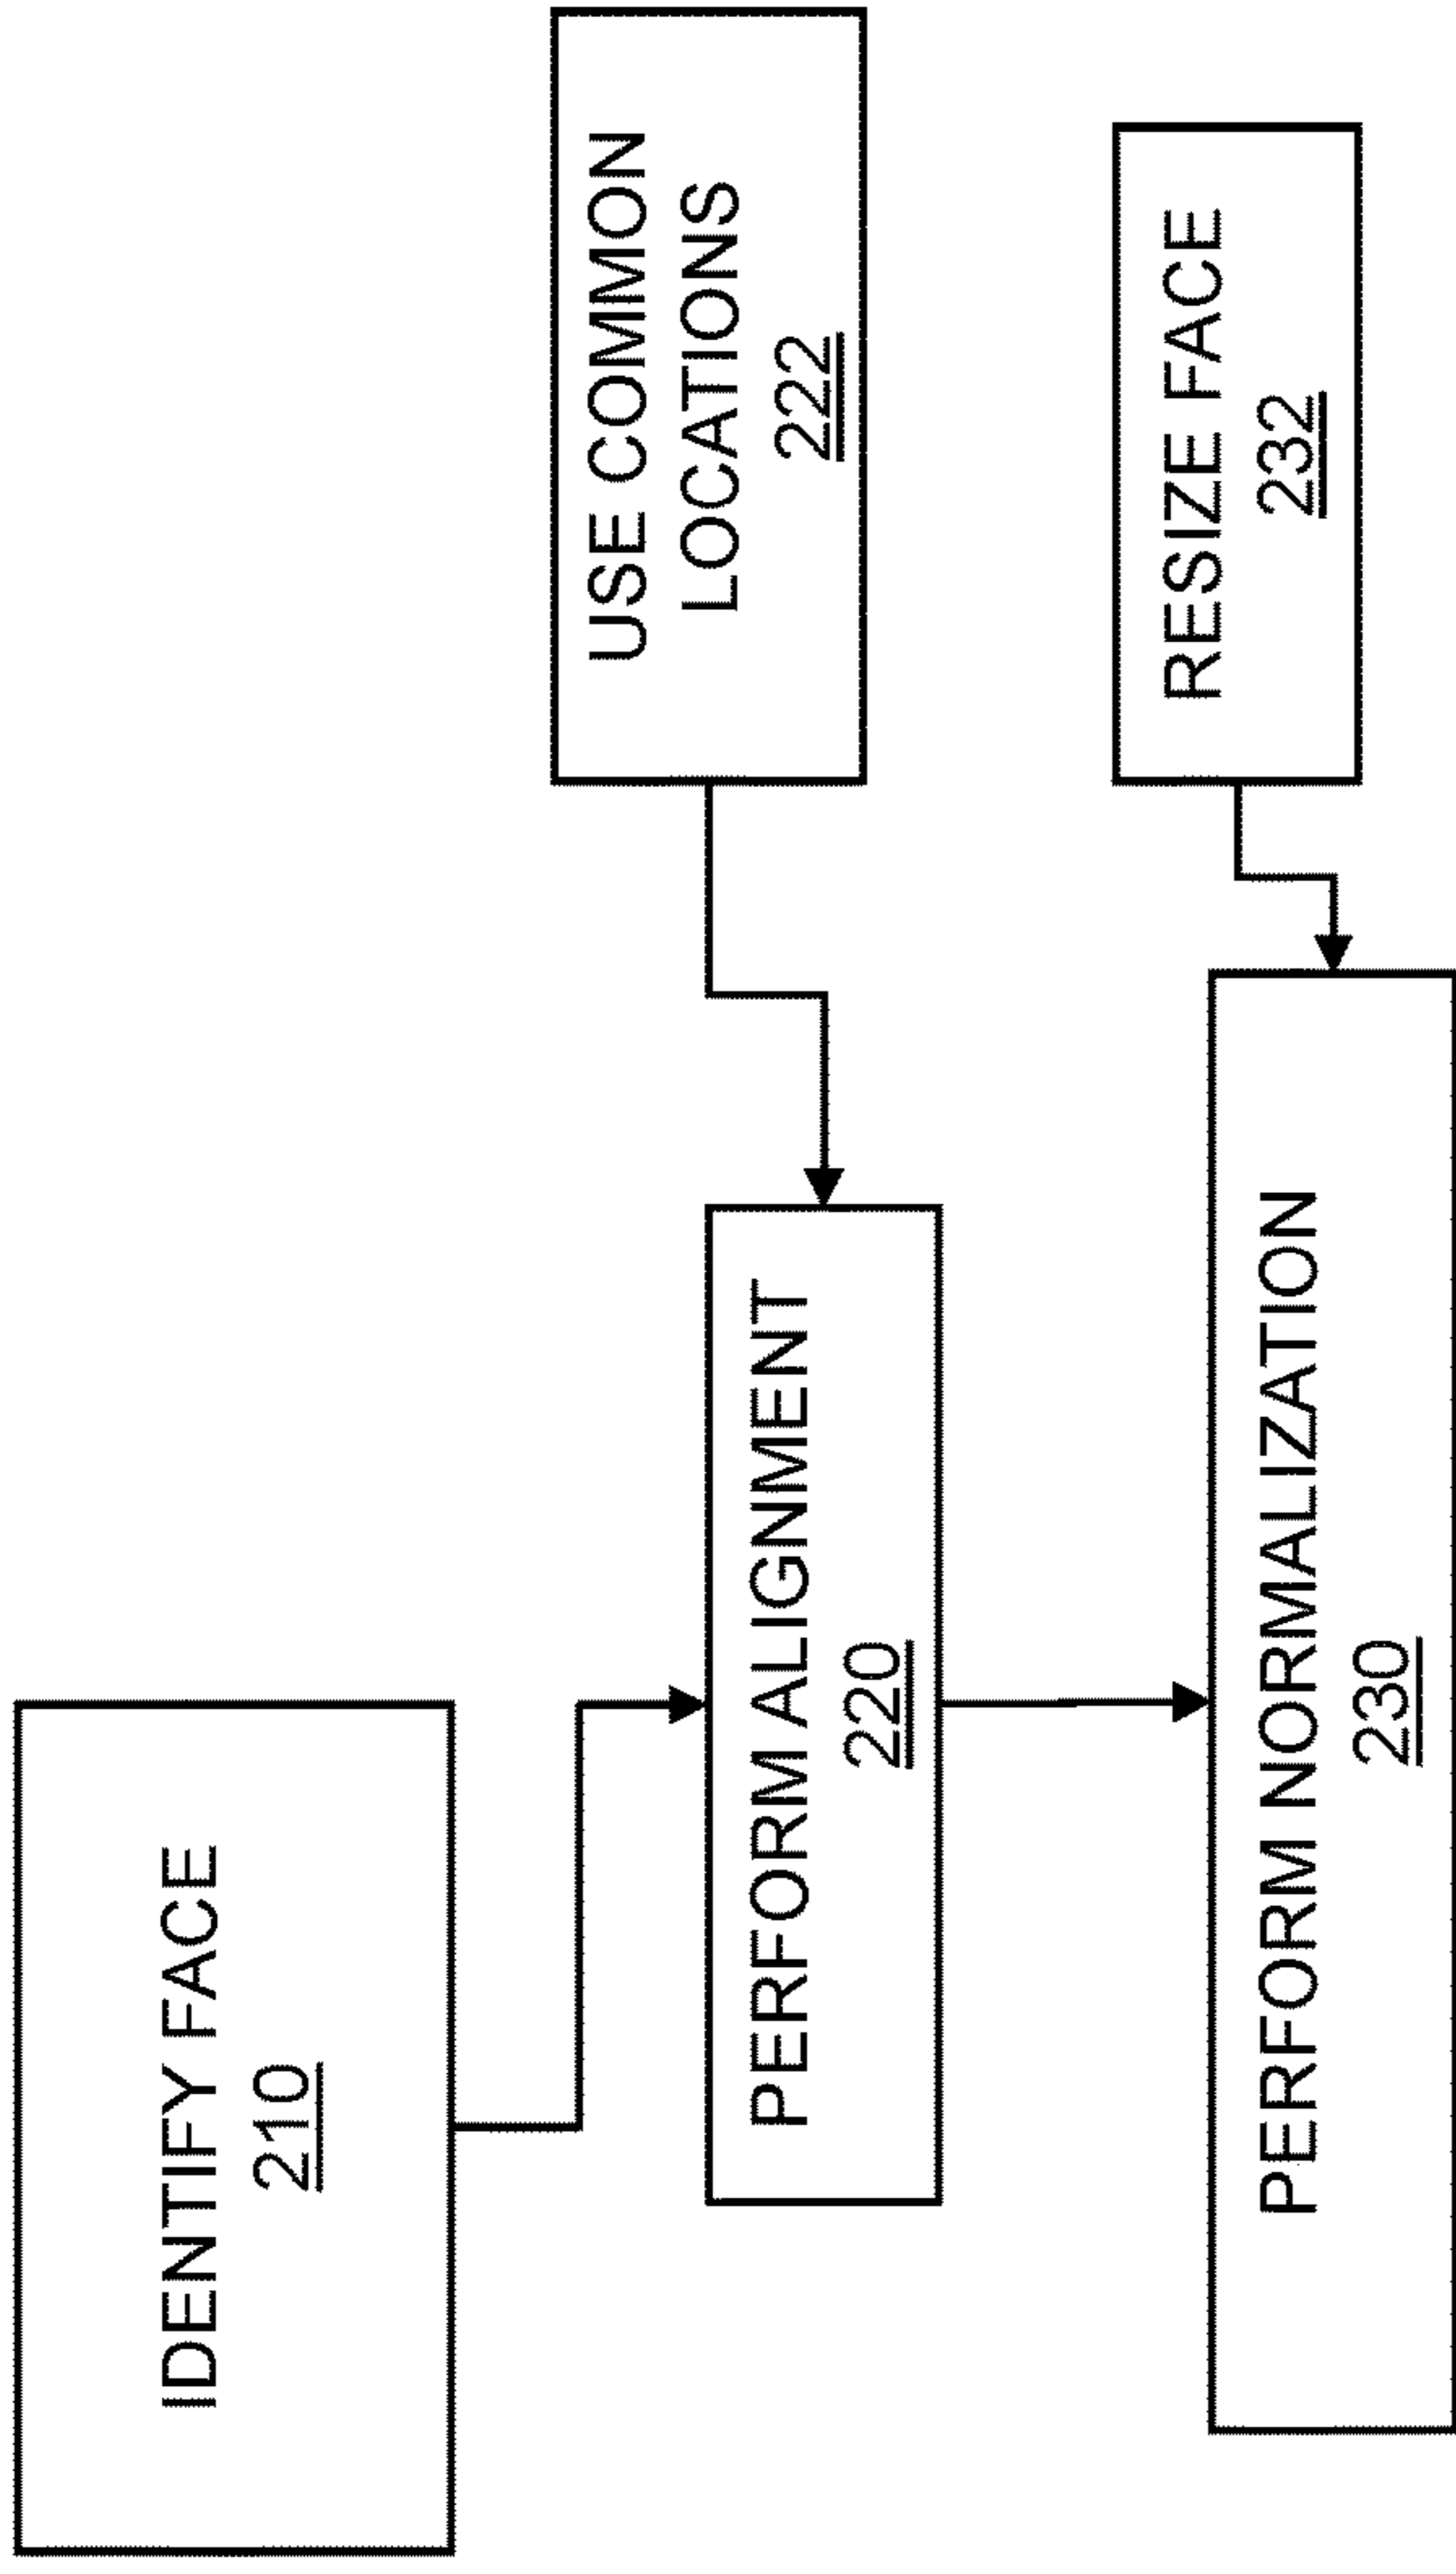 IDENTIFY FACE
210
USE COMMON
LOCATIONS
222
PERFORM ALIGNMENT
220
RESIZE FACE
232
PERFORM NORMALIZATION
230